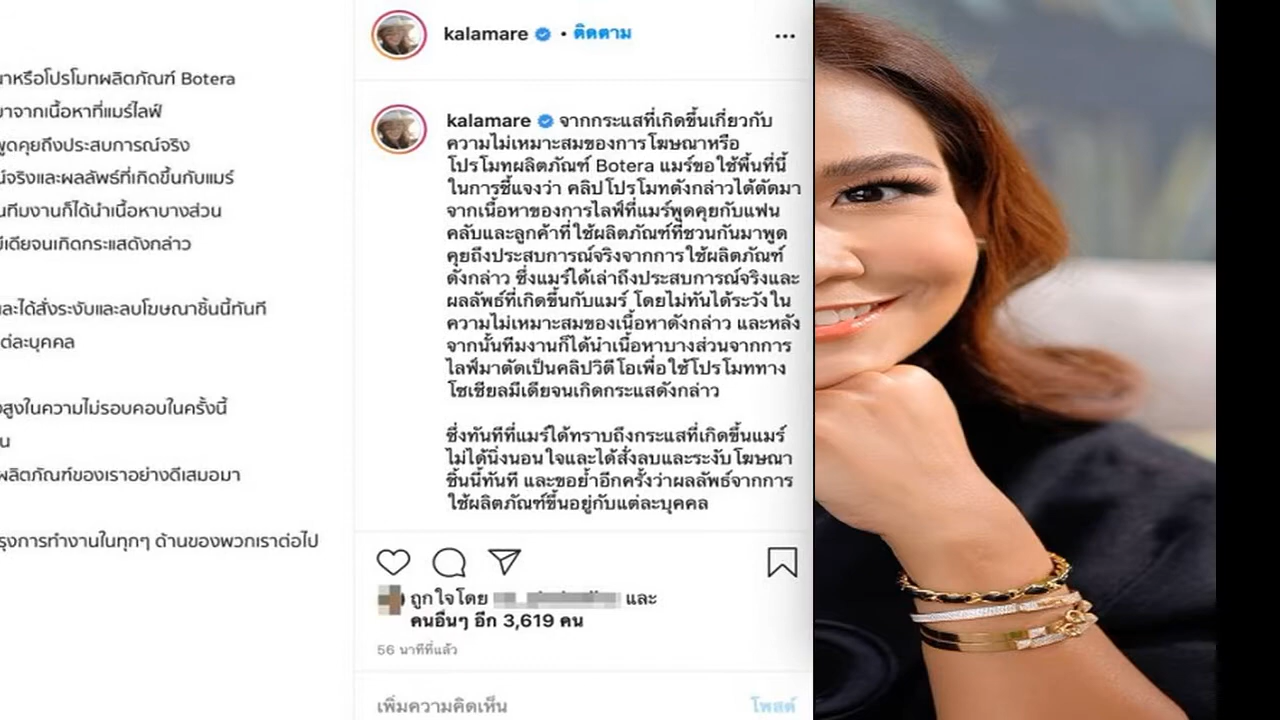 าหรือโปรโมทผลิตภัณฑ์ Botera
มาจากเนื้อหาที่แมร์ไลฟ์
พูดคุยถึงประสบการณ์จริง
์จริงและผลลัพธ์ที่เกิดขึ้นกับแมร์
นทีมงานก็ได้นำเนื้อหาบางส่วน
มีเดียจนเกิดกระแสดังกล่าว
ละได้สั่งระงับและลบโฆษณาชิ้นนี้ทันที
ต่ละบุคคล
สูงในความไม่รอบคอบในครั้งนี้
น
ผลิตภัณฑ์ของเราอย่างดีเสมอมา
รุงการทำงานในทุกๆ ด้านของพวกเราต่อไป
kalamare • ติดตาม
kalamare จากกระแสที่เกิดขึ้นเกี่ยวกับ
ความไม่เหมาะสมของการโฆษณาหรือ
โปรโมทผลิตภัณฑ์ Botera แมร์ขอใช้พื้นที่นี้
ในการชี้แจงว่า คลิปโปรโมทดังกล่าวได้ตัดมา
จากเนื้อหาของการไลฟ์ที่แมร์พูดคุยกับแฟน
คลับและลูกค้าที่ใช้ผลิตภัณฑ์ที่ชวนกันมาพูด
คุยถึงประสบการณ์จริงจากการใช้ผลิตภัณฑ์
ดังกล่าว ซึ่งแมร์ได้เล่าถึงประสบการณ์จริงและ
ผลลัพธ์ที่เกิดขึ้นกับแมร์ โดยไม่ทันได้ระวังใน
ความไม่เหมาะสมของเนื้อหาดังกล่าว และหลัง
จากนั้นทีมงานก็ได้นำเนื้อหาบางส่วนจากการ
ไลฟ์มาตัดเป็นคลิปวิดีโอเพื่อใช้โปรโมททาง
โซเชียลมีเดียจนเกิดกระแสดังกล่าว
ซึ่งทันทีที่แมร์ได้ทราบถึงกระแสที่เกิดขึ้นแมร์
ไม่ได้นิ่งนอนใจและได้สั่งลบและระงับโฆษณา
ชิ้นนี้ทันที และขอย้ำอีกครั้งว่าผลลัพธ์จากการ
ใช้ผลิตภัณฑ์ขึ้นอยู่กับแต่ละบุคคล
ถูกใจโดย และ
คนอื่นๆ อีก 3,619 คน
56 นาทีที่แล้ว
เพิ่มความคิดเห็น โพสต์